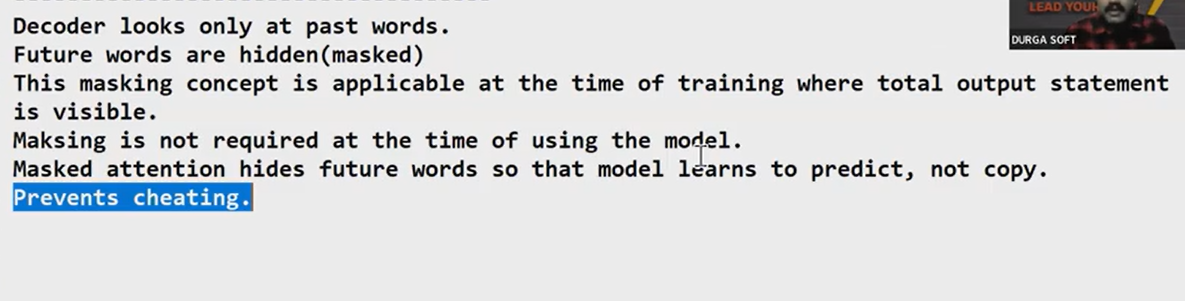 LEAD YOUR
DURGA SOFT
Decoder looks only at past words.
Future words are hidden(masked)
This masking concept is applicable at the time of training where total output statement
is visible.
Maksing is not required at the time of using the model.
Masked attention hides future words so that model learns to predict, not copy.
Prevents cheating.